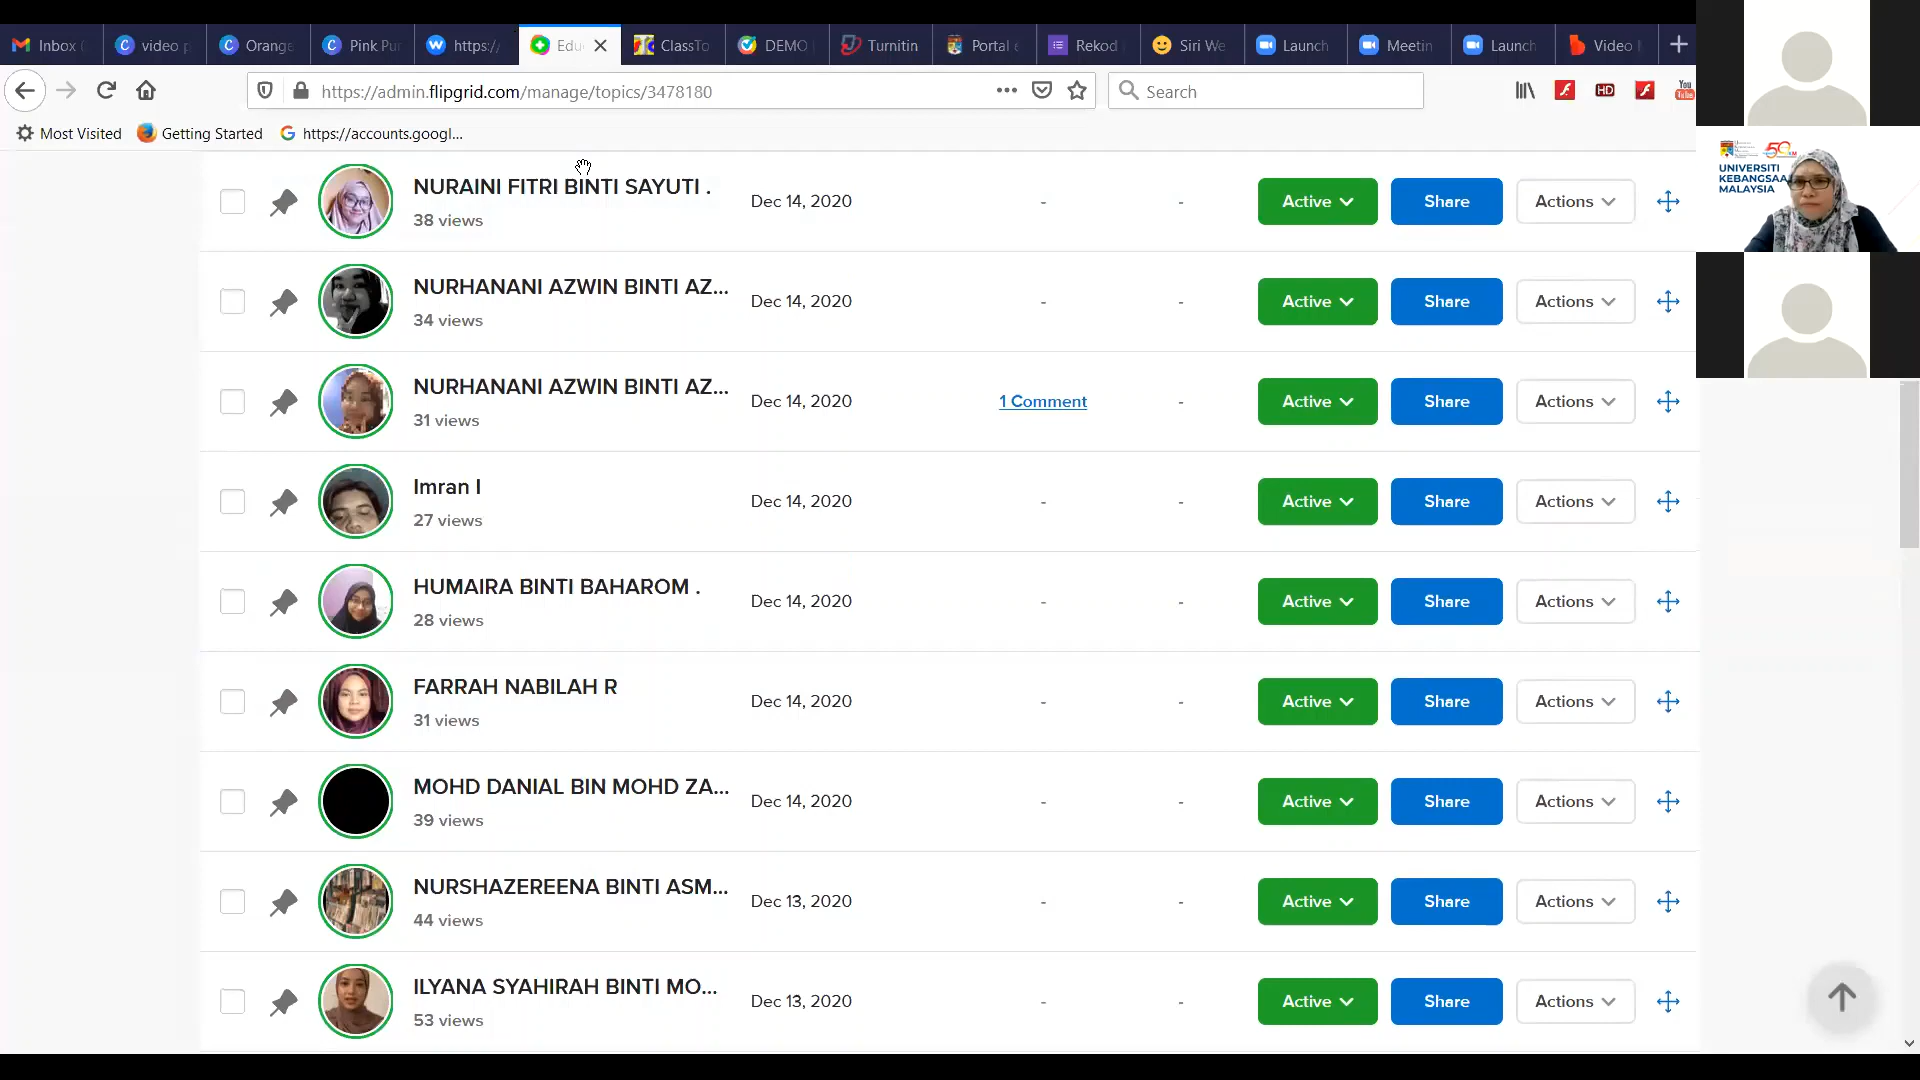 Inbox
video p
Orange
Pink Pur
https:/
Edu
ClassTo
DEMO
Turnitin
Portal
Rekod
Siri We
Launch
Meetin
Launch
Video
https://admin.flipgrid.com/manage/topics/3478180
Search
HD
You
Tube
Most Visited
Getting Started
https://accounts.googl...
NURAINI FITRI BINTI SAYUTI .
38 views
Dec 14, 2020
-
-
Active
Share
Actions
NURHANANI AZWIN BINTI AZ...
34 views
Dec 14, 2020
-
-
Active
Share
Actions
NURHANANI AZWIN BINTI AZ...
31 views
Dec 14, 2020
1 Comment
-
Active
Share
Actions
Imran I
27 views
Dec 14, 2020
-
-
Active
Share
Actions
HUMAIRA BINTI BAHAROM .
28 views
Dec 14, 2020
-
-
Active
Share
Actions
FARRAH NABILAH R
31 views
Dec 14, 2020
-
-
Active
Share
Actions
MOHD DANIAL BIN MOHD ZA...
39 views
Dec 14, 2020
-
-
Active
Share
Actions
NURSHAZEREENA BINTI ASM...
44 views
Dec 13, 2020
-
-
Active
Share
Actions
ILYANA SYAHIRAH BINTI MO...
53 views
Dec 13, 2020
-
-
Active
Share
Actions
50
UNIVERSITI
KEBANGSAA
MALAYSIA